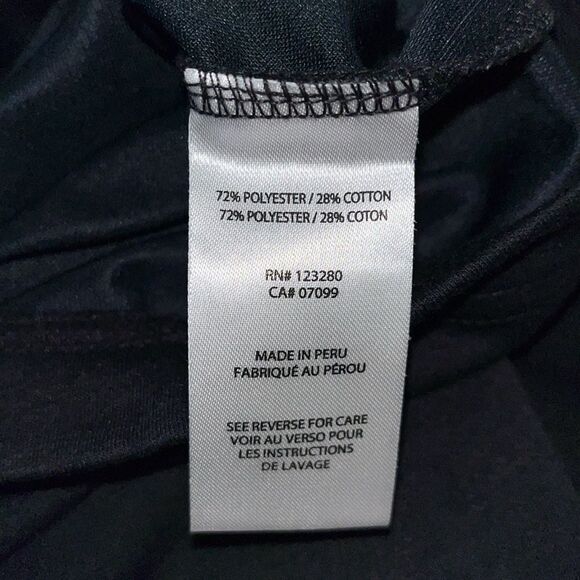 72% POLYESTER / 28% COTTON
72% POLYESTER / 28% COTON
RN# 123280
CA# 07099
MADE IN PERU
FABRIQUÉ AU PÉROU
SEE REVERSE FOR CARE
VOIR AU VERSO POUR
LES INSTRUCTIONS
DE LAVAGE